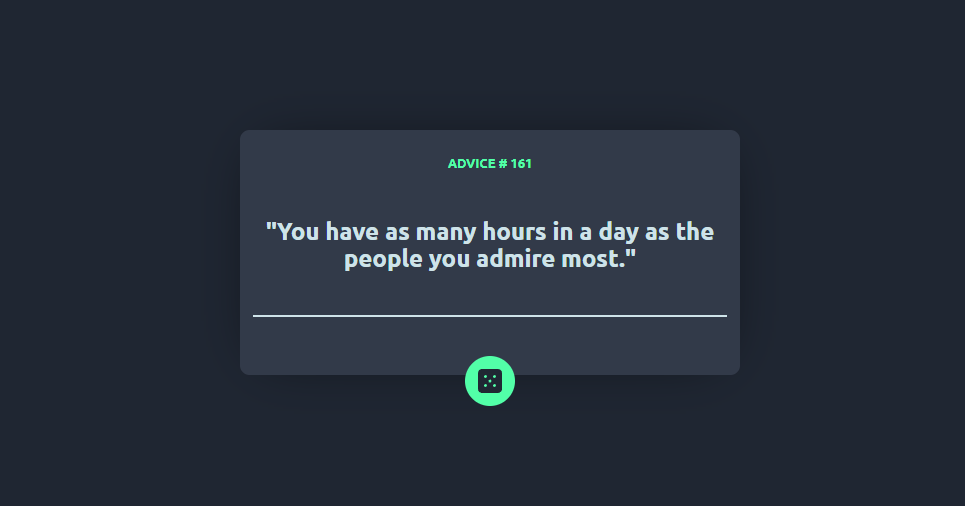 ADVICE # 161
"You have as many hours in a day as the
people you admire most."